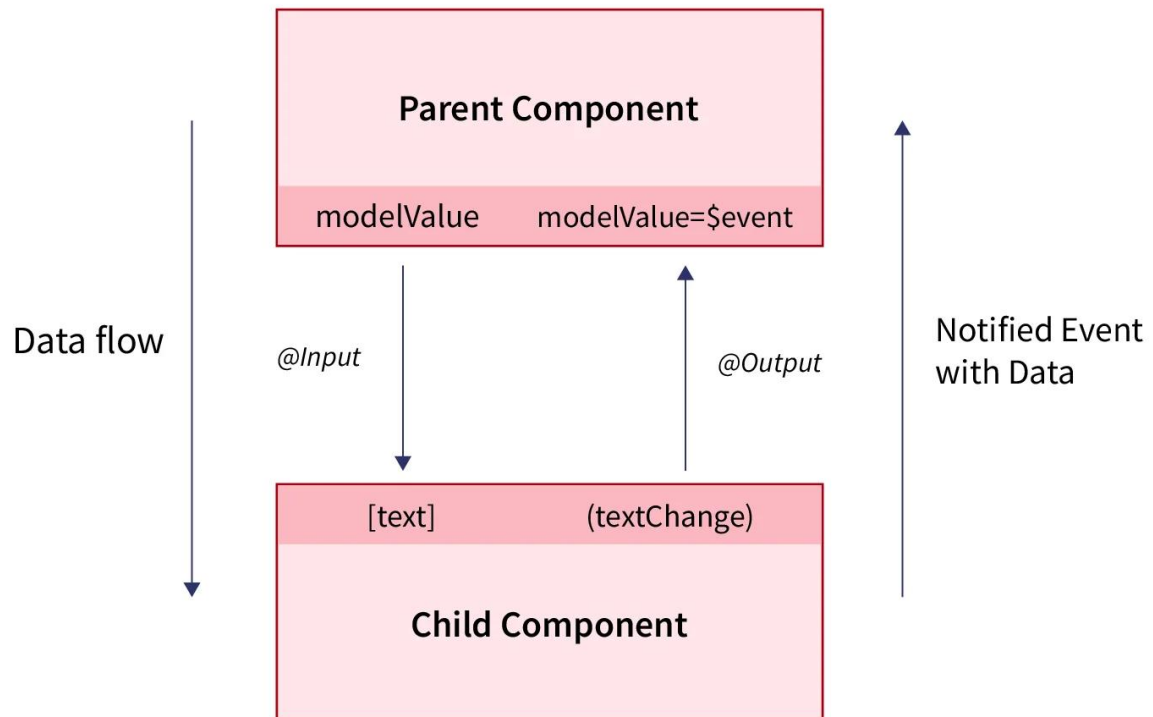 Parent Component
modelValue
modelValue=$event
Data flow
@Input
@Output
Notified Event
with Data
[text]
(textChange)
Child Component